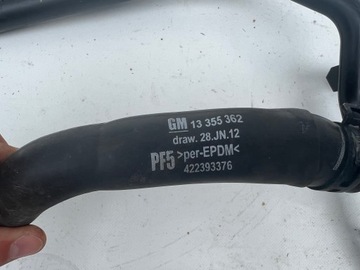 GM 13 355 362
draw. 28.JN.12
PF5 >per-EPDM<
422393376